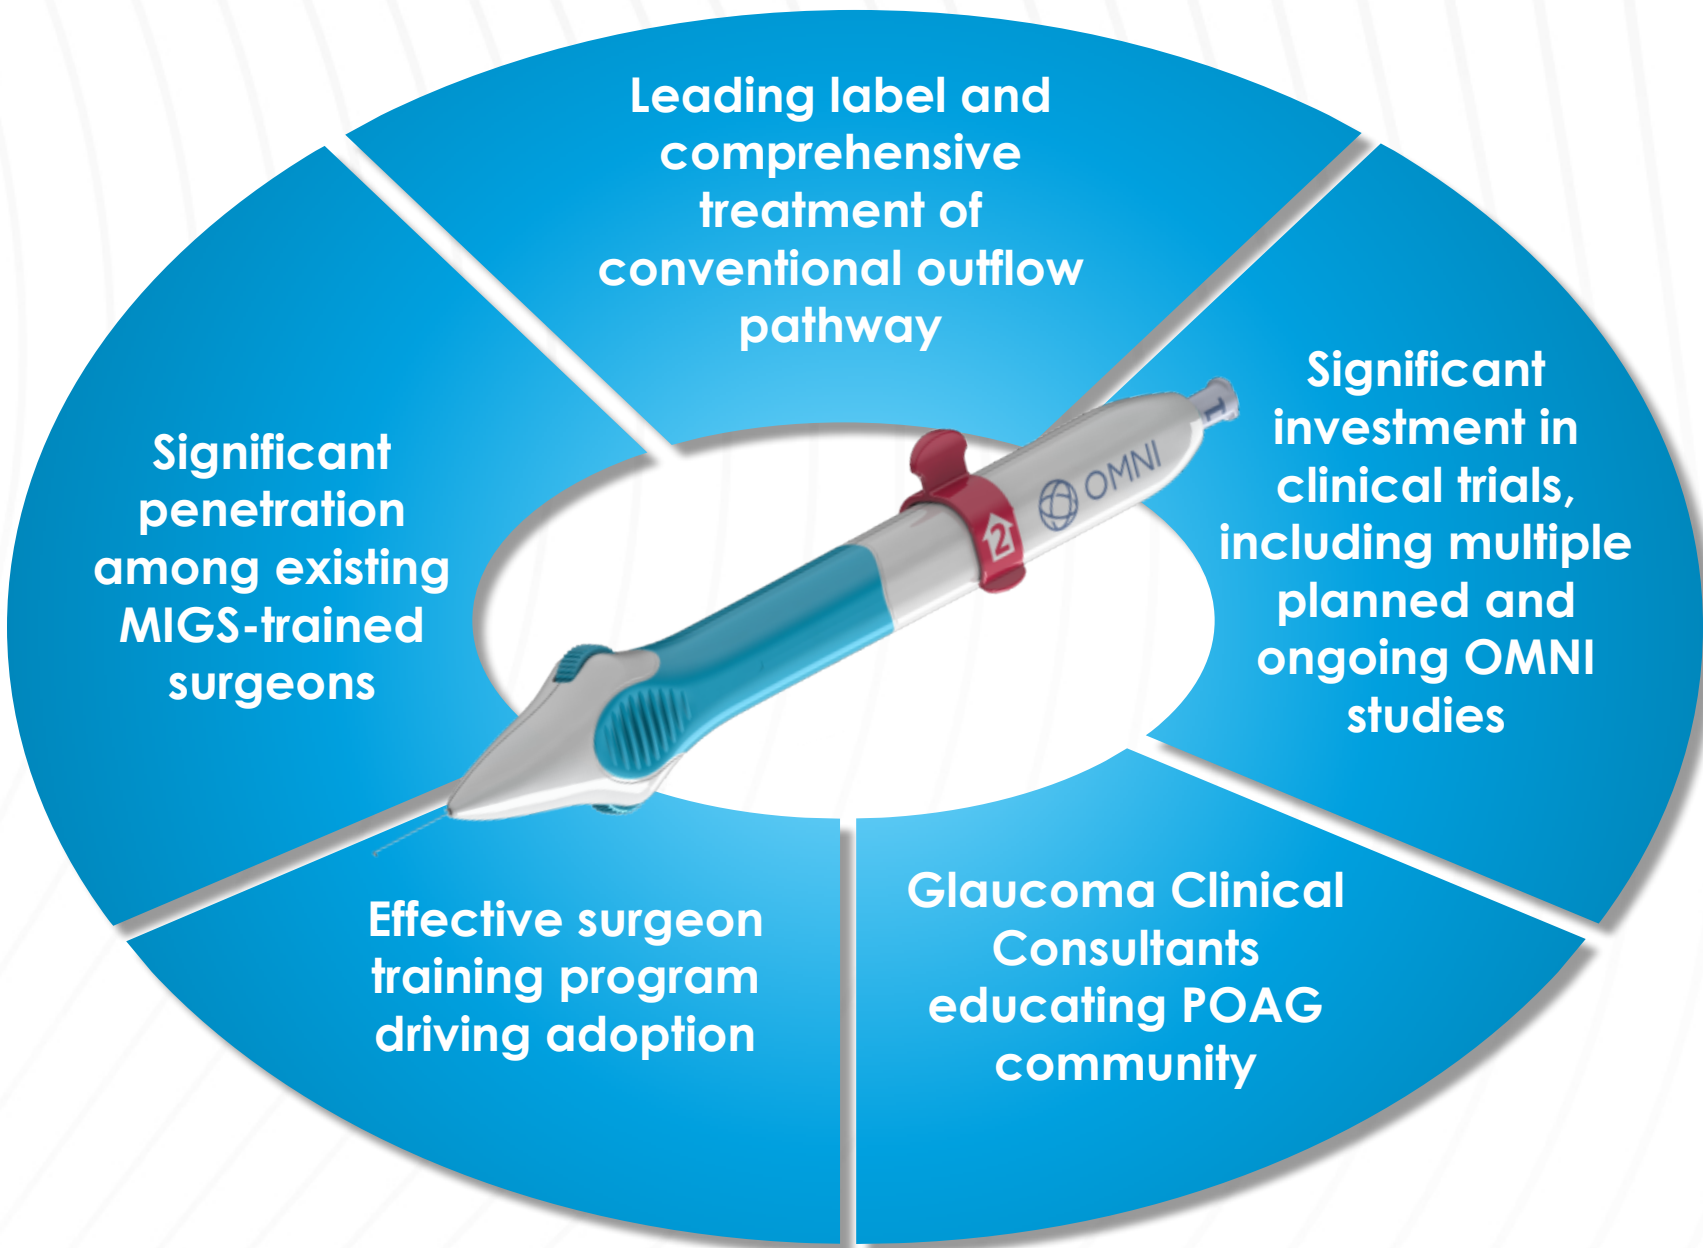 Leading label and
comprehensive
treatment of
conventional outflow
pathway
Significant
investment in
clinical trials,
including multiple
planned and
ongoing OMNI
studies
Glaucoma Clinical
Consultants
educating POAG
community
Effective surgeon
training program
driving adoption
Significant
penetration
among existing
MIGS-trained
surgeons
OMNI
2
1